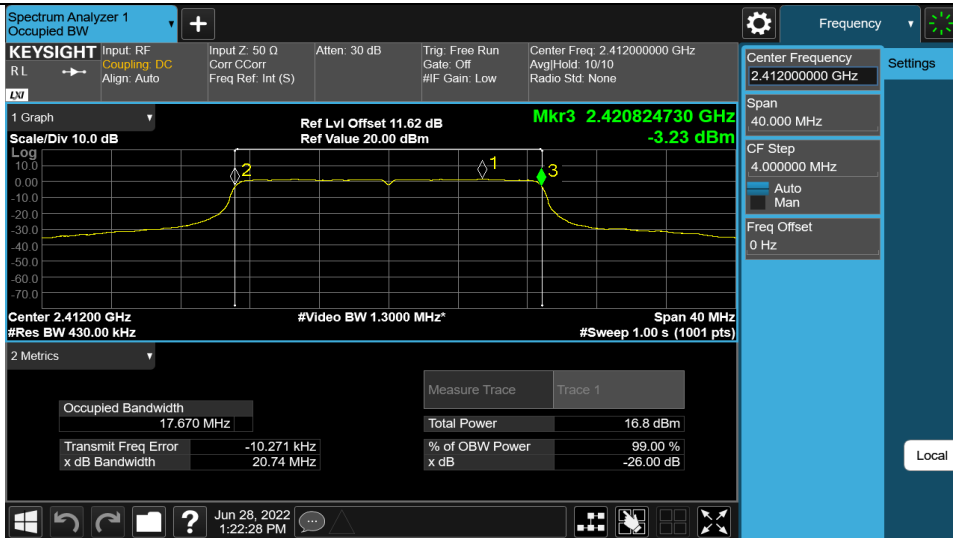 Spectrum Analyzer 1
Occupied BW
+
Frequency
KEYSIGHT
R L
LXI
Input: RF
Coupling: DC
Align: Auto
Input Z: 50 Ω
Corr CCorr
Freq Ref: Int (S)
Atten: 30 dB
Trig: Free Run
Gate: Off
#IF Gain: Low
Center Freq: 2.412000000 GHz
Avg|Hold: 10/10
Radio Std: None
Center Frequency
2.412000000 GHz
Settings
Span
40.000 MHz
CF Step
4.000000 MHz
Auto
Man
Freq Offset
0 Hz
Local
1 Graph
Scale/Div 10.0 dB
Ref Lvl Offset 11.62 dB
Ref Value 20.00 dBm
Mkr3 2.420824730 GHz
-3.23 dBm
Log
10.0
0.00
-10.0
-20.0
-30.0
-40.0
-50.0
-60.0
-70.0
2
1
3
Center 2.41200 GHz
#Video BW 1.3000 MHz*
Span 40 MHz
#Res BW 430.00 kHz
#Sweep 1.00 s (1001 pts)
2 Metrics
Measure Trace
Trace 1
Occupied Bandwidth
17.670 MHz
Total Power
16.8 dBm
Transmit Freq Error
-10.271 kHz
% of OBW Power
99.00 %
x dB Bandwidth
20.74 MHz
x dB
-26.00 dB
?
Jun 28, 2022
1:22:28 PM